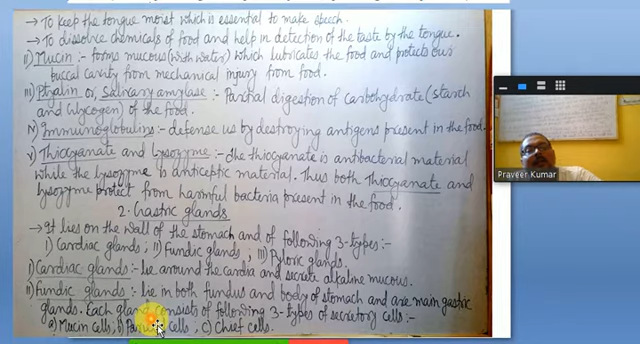 → To keep the tongue moist which is essential to make speech.
→ To dissolve chemicals of food and help in detection of the taste by the tongue.
ii) Mucin :- forms mucous (with water) which lubricates the food and protects our
buccal cavity from mechanical injury from food.
iii) Ptyalin or, Salivary amylase :- Partial digestion of carbohydrate (starch
and Glycogen) of the food.
iv) Immunoglobulins :- defense us by destroying antigens present in the food.
v) Thiocyanate and Lysozyme :- the thiocyanate is antibacterial material
while the lysozyme is anticeptic material. Thus both Thiocyanate and
lysozyme protect from harmful bacteria present in the food.
2. Gastric glands
→ It lies on the wall of the stomach and of following 3-types :-
i) Cardiac glands ; ii) Fundic glands ; iii) Pyloric glands.
i) Cardiac glands :- lie around the cardia and secrete alkaline mucous.
ii) Fundic glands :- lie in both fundus and body of stomach and are main gastric
glands. Each gland consists of following 3-types of secretory cells :-
a) Mucin cells, b) cells, c) Chief cells.
Praveer Kumar